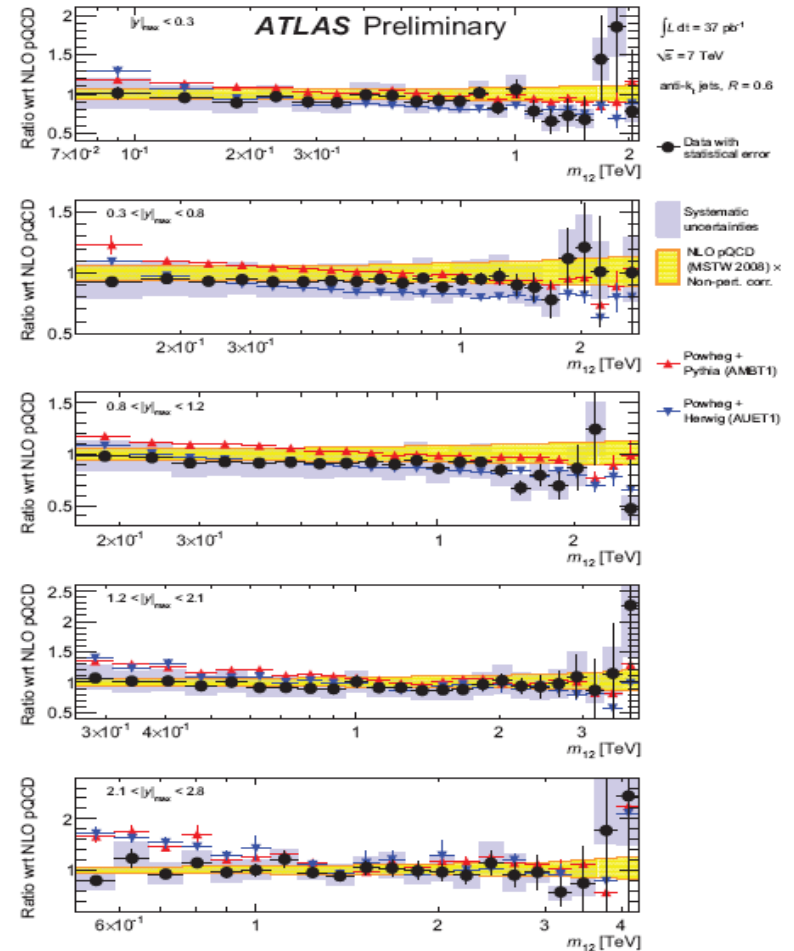 ATLAS Preliminary
|y|max < 0.3
Ratio wrt NLO pQCD
2
1.5
1
0.5
7×10⁻²
10⁻¹
2×10⁻¹
3×10⁻¹
1
2
m₁₂ [TeV]
∫L dt = 37 pb⁻¹
√s = 7 TeV
anti-kₜ jets, R = 0.6
Data with
statistical error
Systematic
uncertainties
NLO pQCD
(MSTW 2008) ×
Non-pert. corr.
Powheg +
Pythia (AMBT1)
Powheg +
Herwig (AUET1)
0.3 < |y|max < 0.8
Ratio wrt NLO pQCD
1.5
1
0.5
2×10⁻¹
3×10⁻¹
1
2
m₁₂ [TeV]
0.8 < |y|max < 1.2
Ratio wrt NLO pQCD
1.5
1
0.5
2×10⁻¹
3×10⁻¹
1
2
m₁₂ [TeV]
1.2 < |y|max < 2.1
Ratio wrt NLO pQCD
2.5
2
1.5
1
0.5
3×10⁻¹
4×10⁻¹
1
2
3
m₁₂ [TeV]
2.1 < |y|max < 2.8
Ratio wrt NLO pQCD
2
1
6×10⁻¹
1
2
3
4
m₁₂ [TeV]